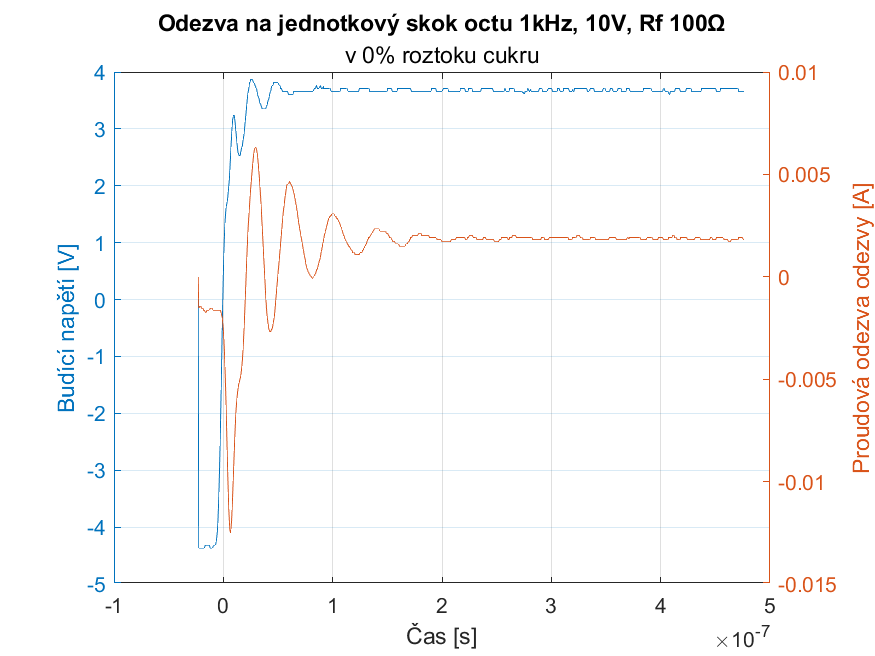 Odezva na jednotkový skok octu 1kHz, 10V, Rf 100Ω
v 0% roztoku cukru
Budící napětí [V]
4
3
2
1
0
-1
-2
-3
-4
-5
0.01
0.005
0
-0.005
-0.01
-0.015
Proudová odezva odezvy [A]
-1 0 1 2 3 4 5
Čas [s]
×10-7